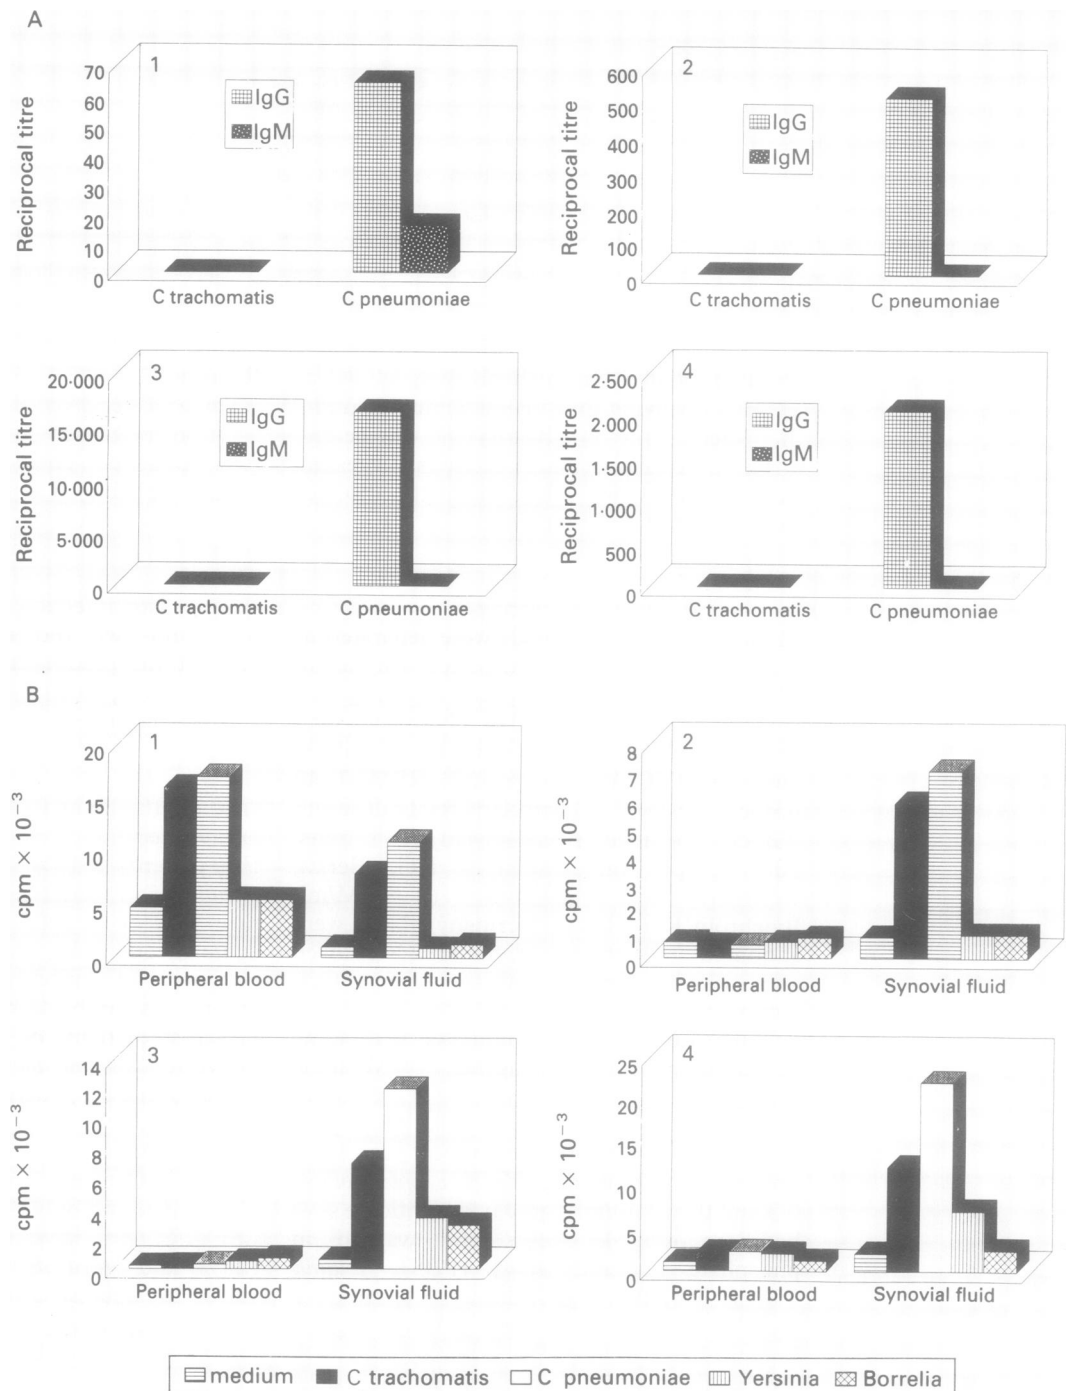 A
1
70
60
50
40
30
20
10
0
Reciprocal titre
IgG
IgM
C trachomatis
C pneumoniae
2
600
500
400
300
200
100
0
Reciprocal titre
IgG
IgM
C trachomatis
C pneumoniae
3
20·000
15·000
10·000
5·000
0
Reciprocal titre
IgG
IgM
C trachomatis
C pneumoniae
4
2·500
2·000
1·500
1·000
500
0
Reciprocal titre
IgG
IgM
C trachomatis
C pneumoniae
B
1
20
15
10
5
0
cpm × 10⁻³
Peripheral blood
Synovial fluid
2
8
7
6
5
4
3
2
1
0
cpm × 10⁻³
Peripheral blood
Synovial fluid
3
14
12
10
8
6
4
2
0
cpm × 10⁻³
Peripheral blood
Synovial fluid
4
25
20
15
10
5
0
cpm × 10⁻³
Peripheral blood
Synovial fluid
medium C trachomatis C pneumoniae Yersinia Borrelia